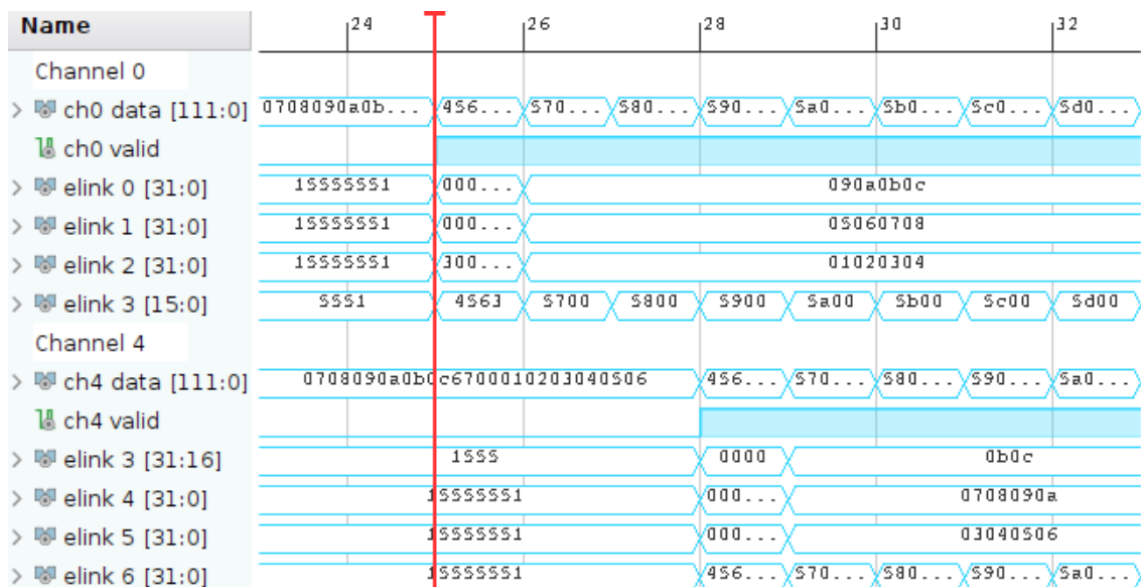 Name 24 26 28 30 32
Channel 0
> ch0 data [111:0] 0708090a0b... 456... 570... 580... 590... 5a0... 5b0... 5c0... 5d0...
ch0 valid
> elink 0 [31:0] 15555551 000... 090a0b0c
> elink 1 [31:0] 15555551 000... 05060708
> elink 2 [31:0] 15555551 300... 01020304
> elink 3 [15:0] 5551 4563 5700 5800 5900 5a00 5b00 5c00 5d00
Channel 4
> ch4 data [111:0] 0708090a0b0c6700010203040506 456... 570... 580... 590... 5a0...
ch4 valid
> elink 3 [31:16] 1555 0000 0b0c
> elink 4 [31:0] 15555551 000... 0708090a
> elink 5 [31:0] 15555551 000... 03040506
> elink 6 [31:0] 15555551 456... 570... 580... 590... 5a0...